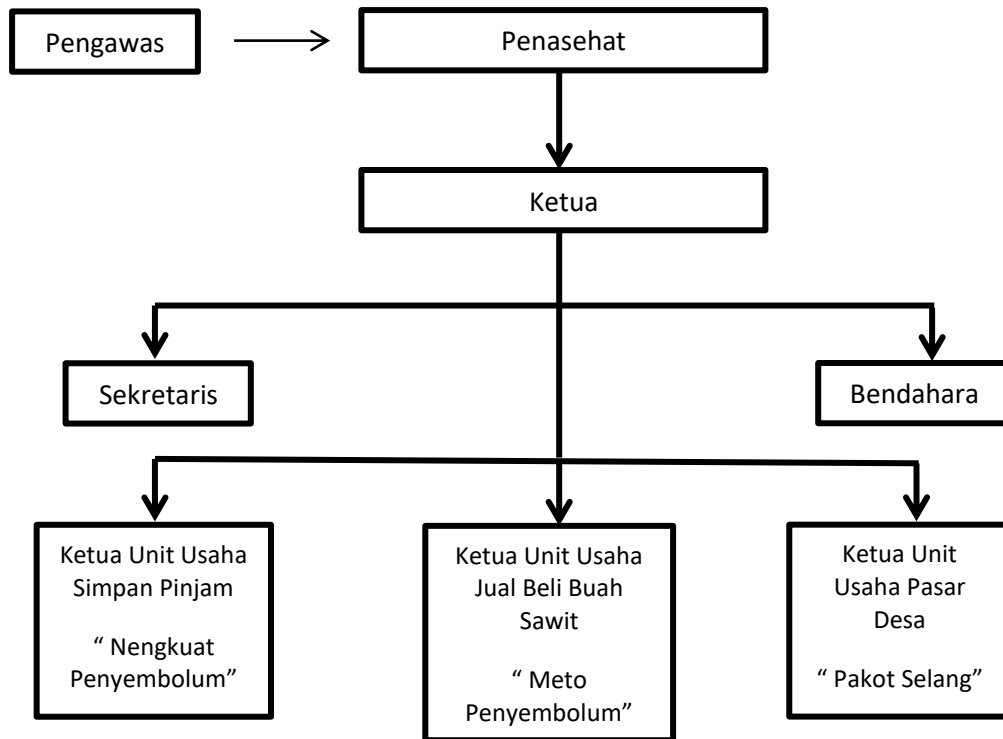 Pengawas
Penasehat
Ketua
Sekretaris
Bendahara
Ketua Unit Usaha
Simpan Pinjam
“ Nengkuat
Penyembolum”
Ketua Unit Usaha
Jual Beli Buah
Sawit
“ Meto
Penyembolum”
Ketua Unit
Usaha Pasar
Desa
“ Pakot Selang”